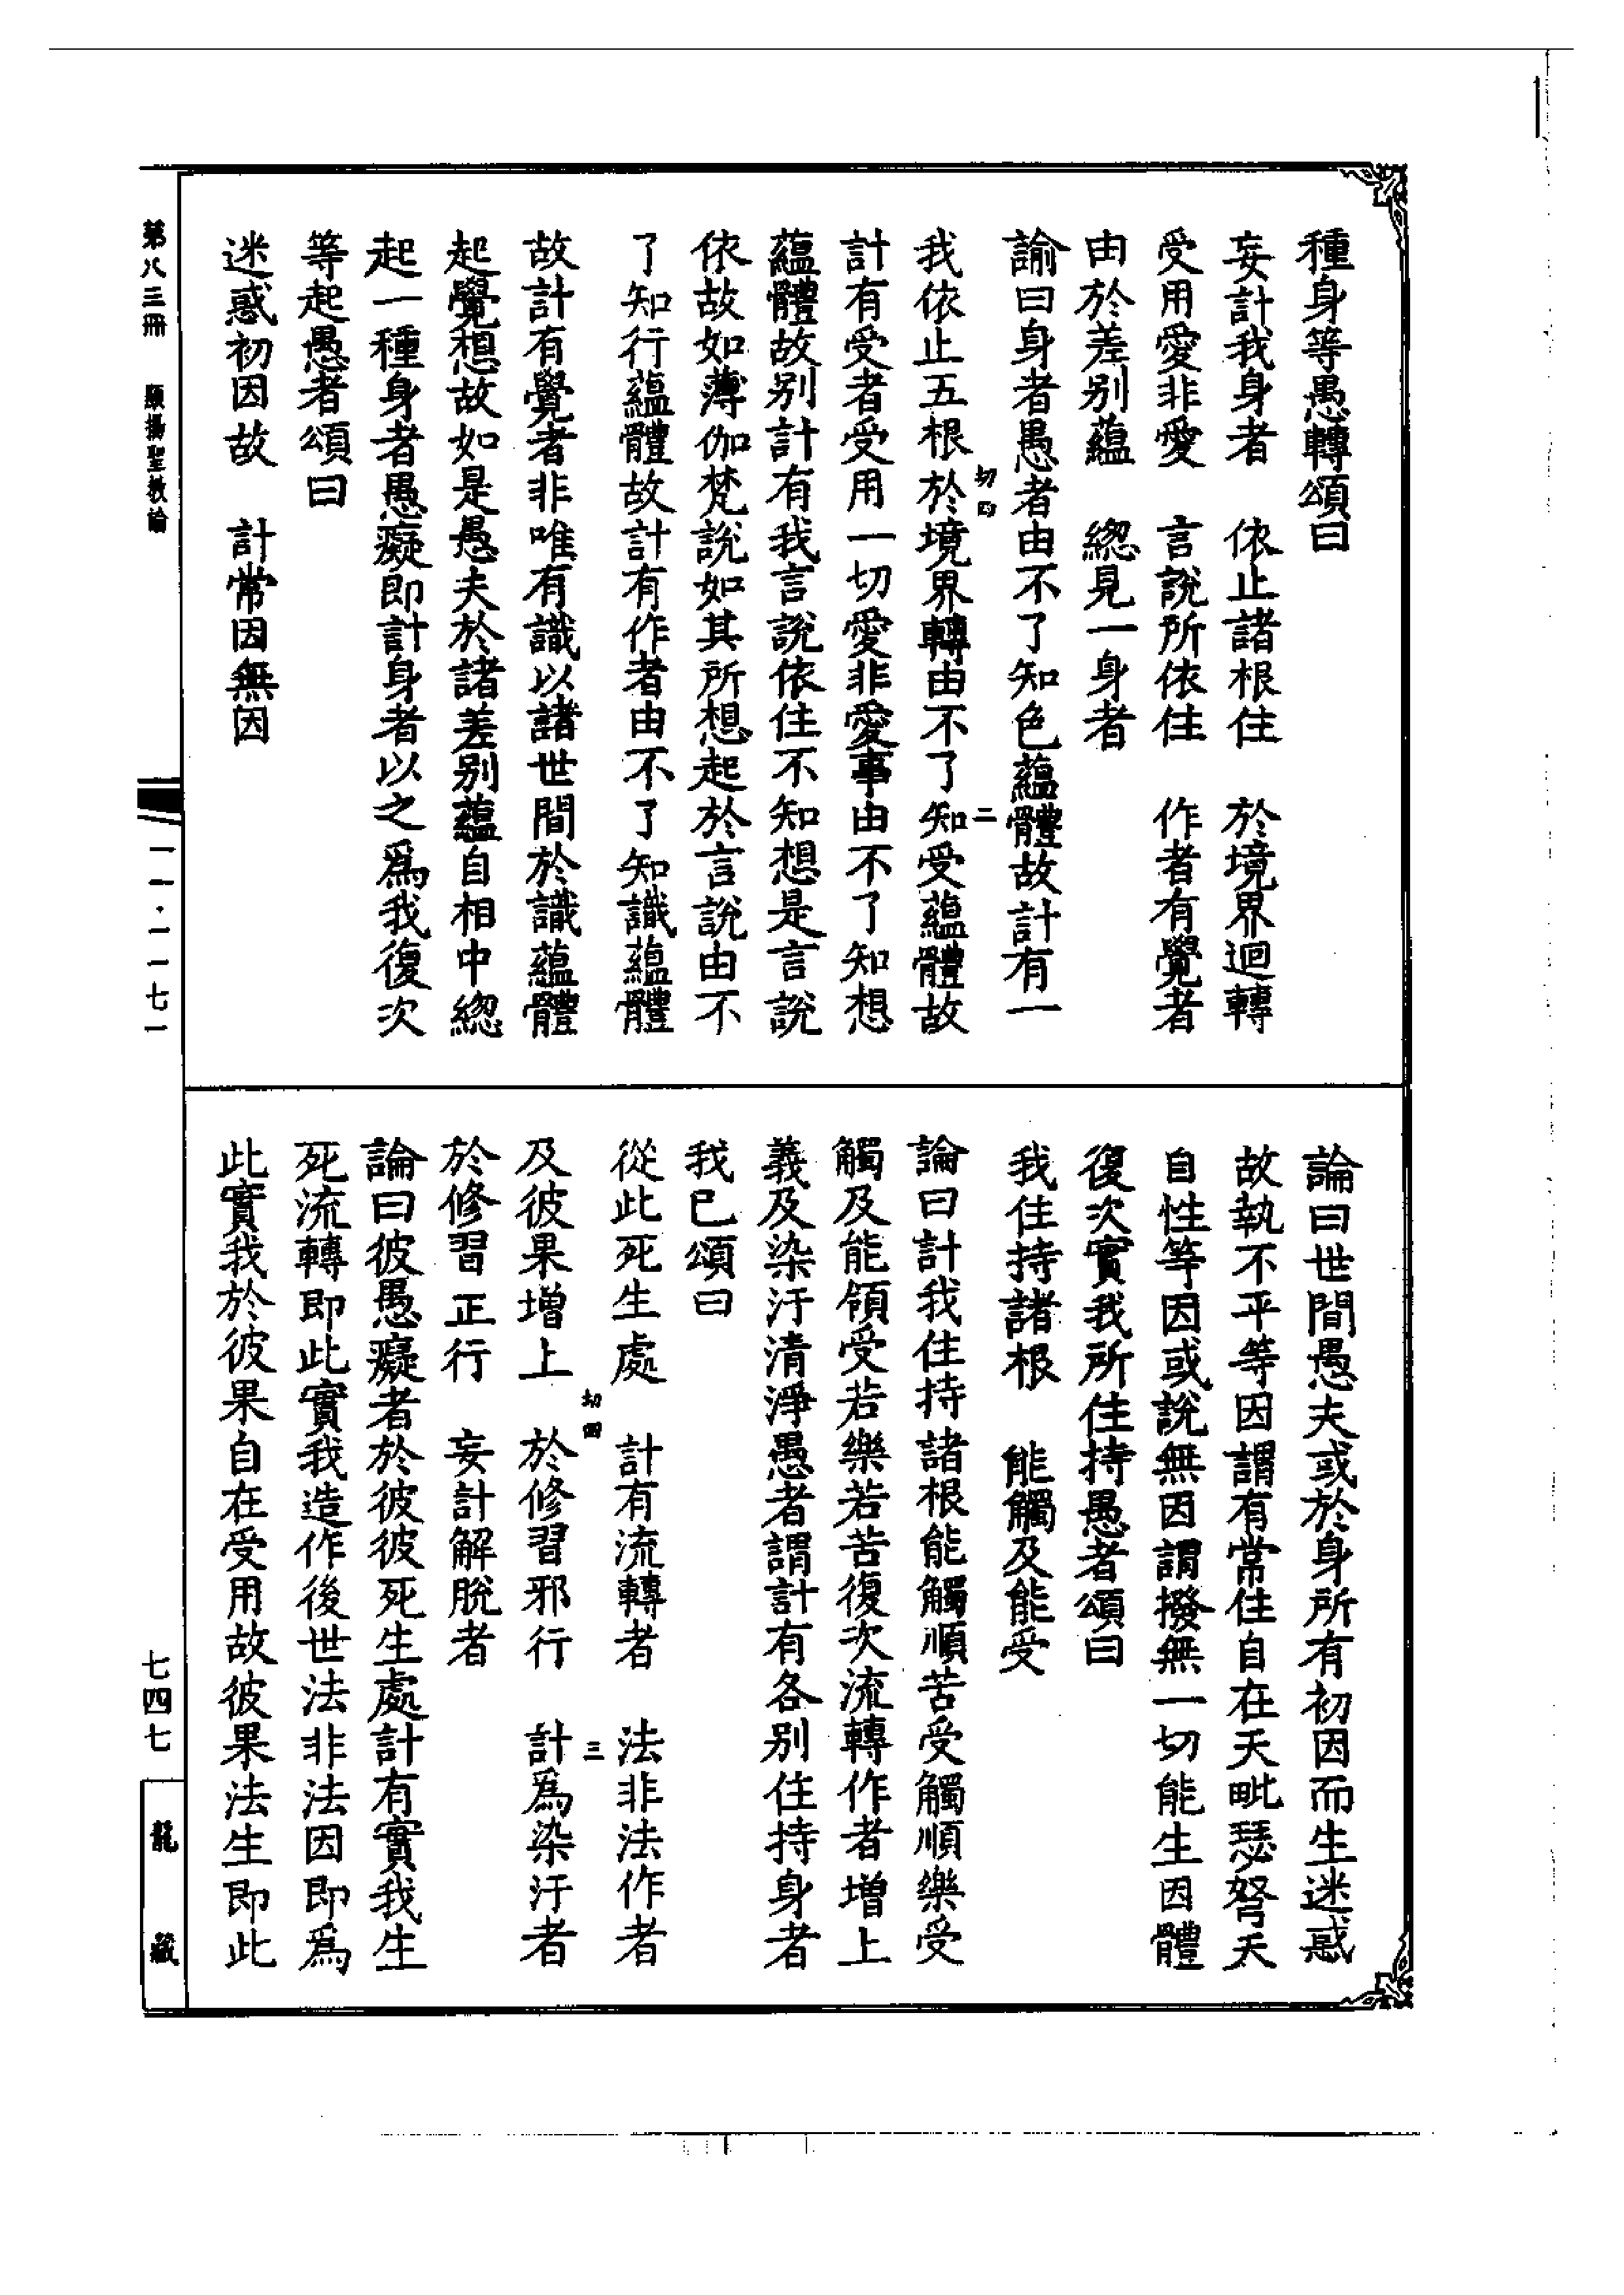 種身等愚轉頌曰
妄計我身者　依止諸根住　於境界迴轉
受用愛非愛　言說所依住　作者有覺者
由於差别蘊　緫見一身者
論曰身者愚者由不了知色蘊體故計有一
切四　二
我依止五根於境界轉由不了知受蘊體故
計有受者受用一切愛非愛事由不了知想
蘊體故别計有我言說依住不知想是言說
依故如薄伽梵說如其所想起於言說由不
了知行蘊體故計有作者由不了知識蘊體
故計有覺者非唯有識以諸世間於識蘊體
起覺想故如是愚夫於諸差别蘊自相中緫
起一種身者愚癡即計身者以之爲我復次
等起愚者頌曰
迷惑初因故　計常因無因
論曰世間愚夫或於身所有初因而生迷惑
故執不平等因謂有常住自在天毗瑟弩天
自性等因或說無因謂撥無一切能生因體
復次實我所住持愚者頌曰
我住持諸根　能觸及能受
論曰計我住持諸根能觸順苦受觸順樂受
觸及能領受若樂若苦復次流轉作者增上
義及染汙清淨愚者謂計有各别住持身者
我已頌曰
從此死生處　計有流轉者　法非法作者
切四　三
及彼果增上　於修習邪行　計爲染汙者
於修習正行　妄計解脫者
論曰彼愚癡者於彼彼死生處計有實我生
死流轉即此實我造作後世法非法因即爲
此實我於彼果自在受用故彼果法生即此
第八三冊　顯揚聖教論
一一·一一七一
七四七
龍藏